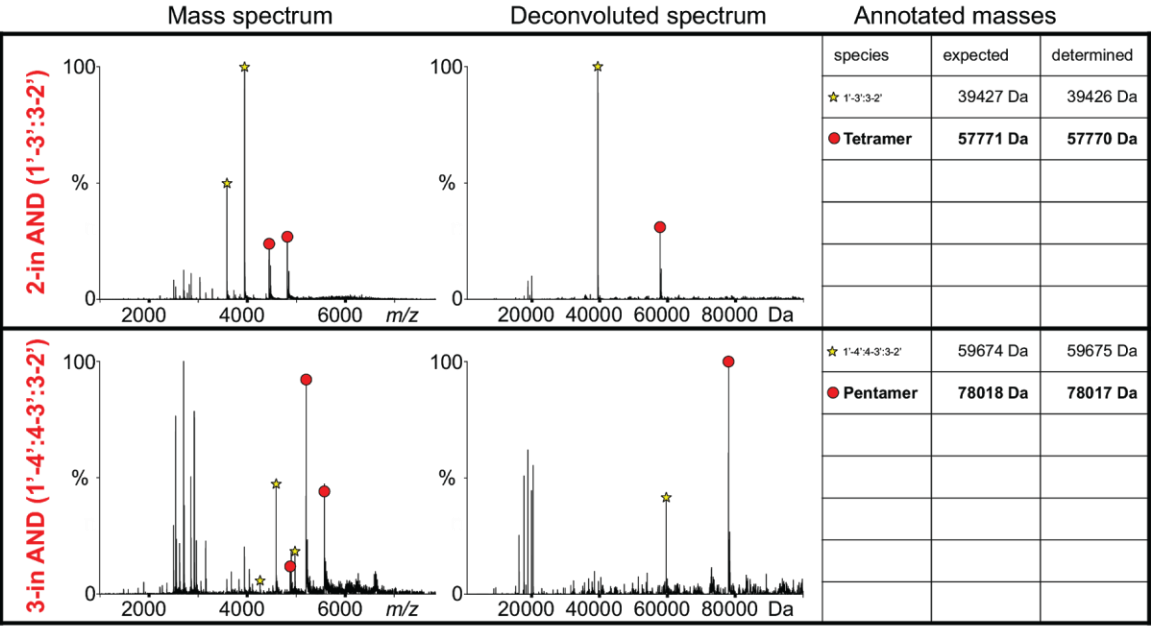 Mass spectrum Deconvoluted spectrum Annotated masses
2-in AND (1'-3':3-2')
100
%
0
2000 4000 6000 m/z
100
%
0
20000 40000 60000 80000 Da
species expected determined
1'-3':3-2' 39427 Da 39426 Da
Tetramer 57771 Da 57770 Da
3-in AND (1'-4':4-3':3-2')
100
%
0
2000 4000 6000 m/z
100
%
0
20000 40000 60000 80000 Da
1'-4':4-3':3-2' 59674 Da 59675 Da
Pentamer 78018 Da 78017 Da